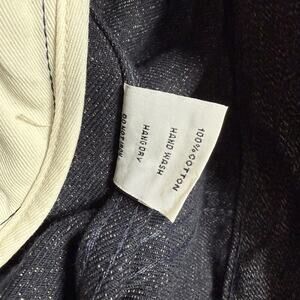 100% COTTON
HAND WASH
HANG DRY
DO NOT IRON